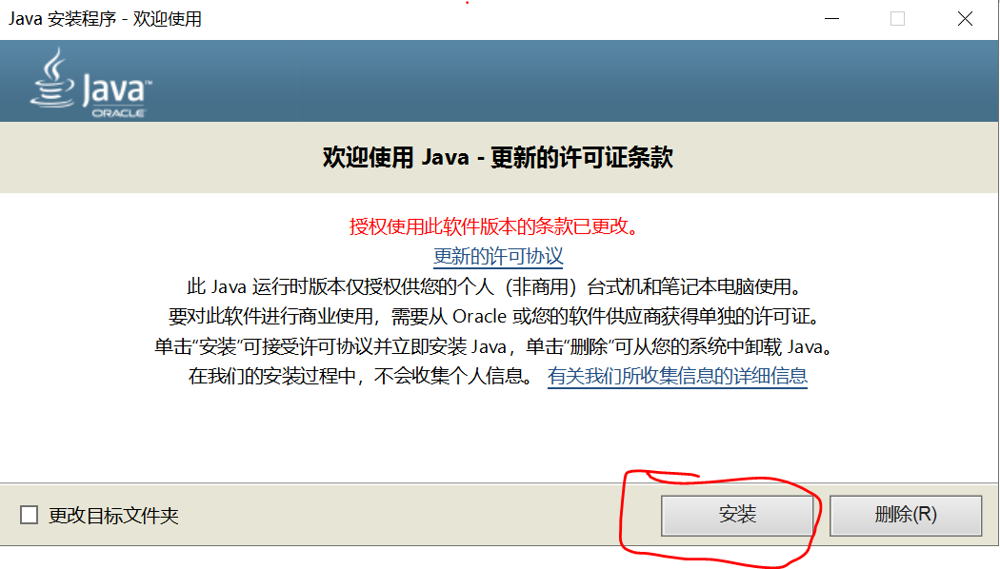 Java 安装程序 - 欢迎使用
Java™
ORACLE
欢迎使用 Java - 更新的许可证条款
授权使用此软件版本的条款已更改。
更新的许可协议
此 Java 运行时版本仅授权供您的个人（非商用）台式机和笔记本电脑使用。
要对此软件进行商业使用，需要从 Oracle 或您的软件供应商获得单独的许可证。
单击“安装”可接受许可协议并立即安装 Java，单击“删除”可从您的系统中卸载 Java。
在我们的安装过程中，不会收集个人信息。 有关我们所收集信息的详细信息
更改目标文件夹 安装 删除(R)